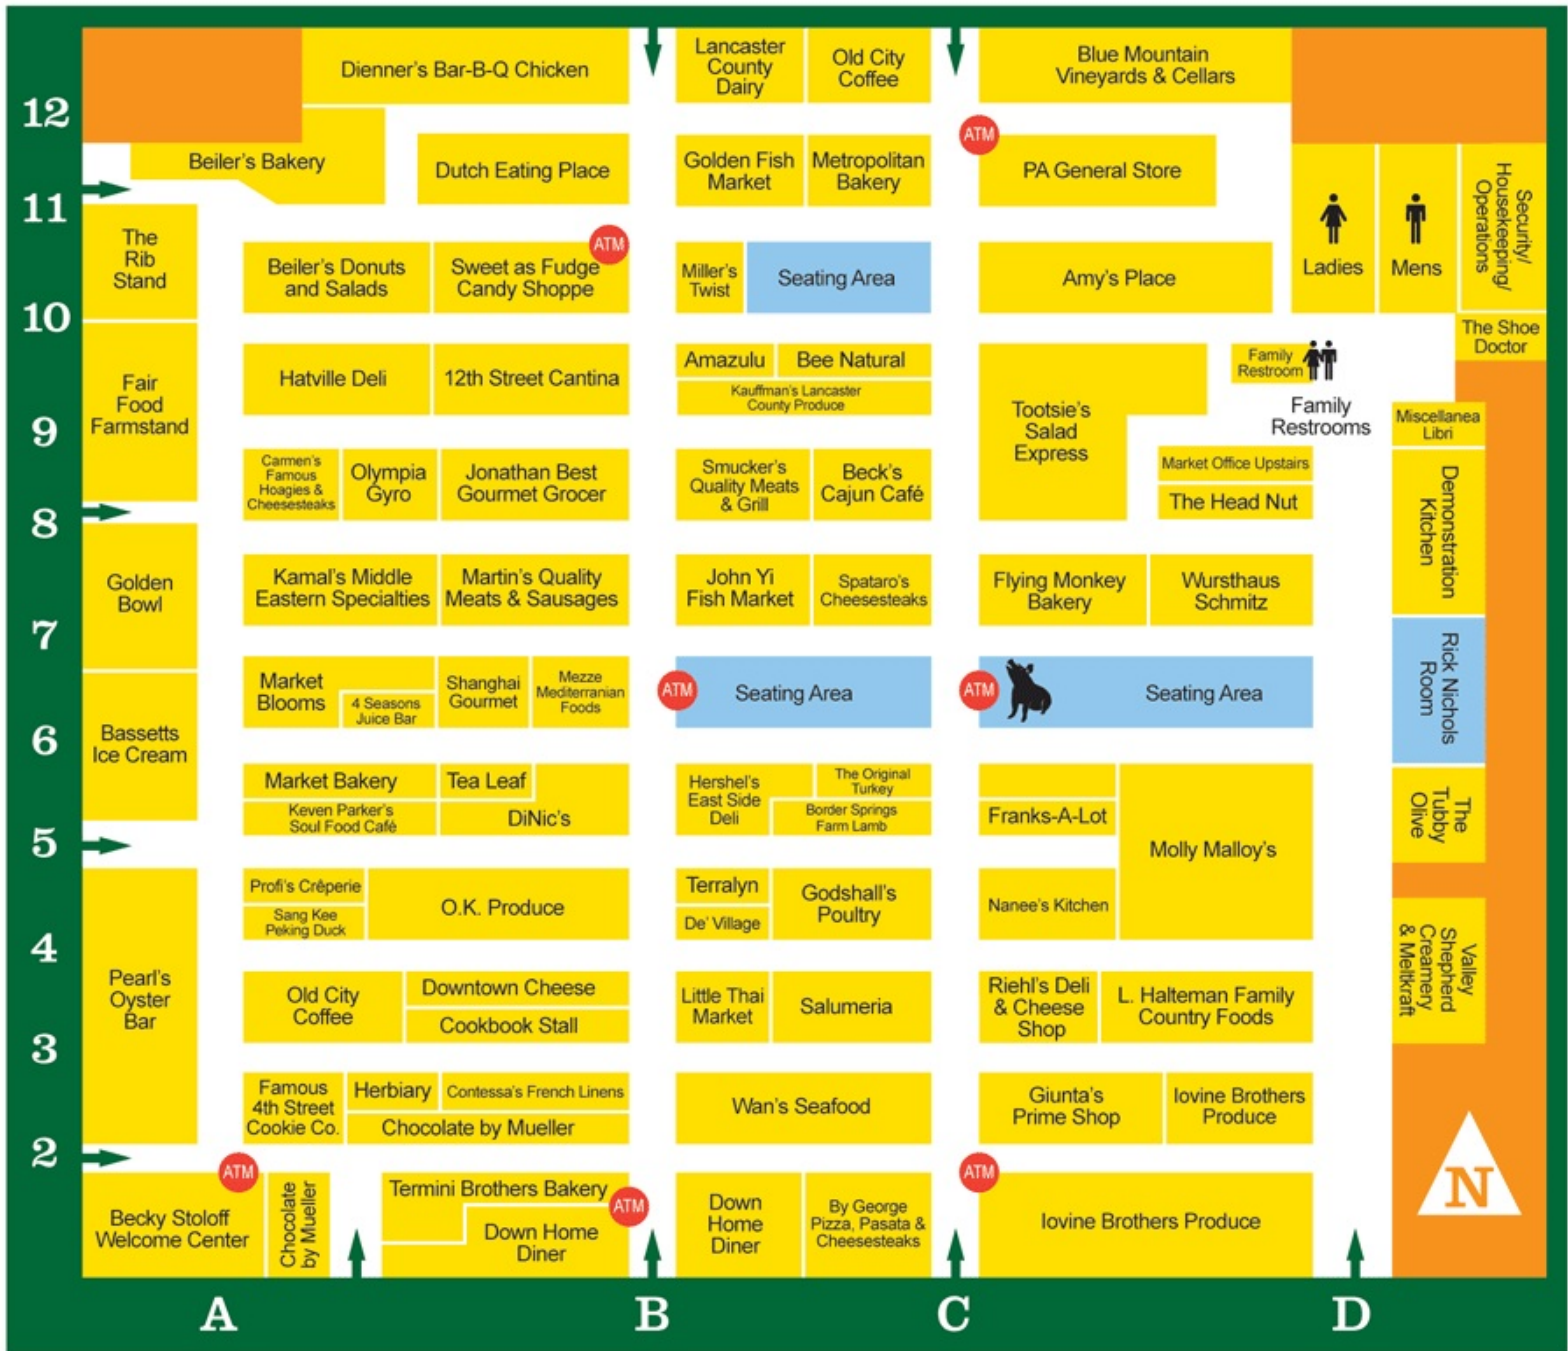 Dienner's Bar-B-Q Chicken
Lancaster
County
Dairy
Old City
Coffee
Blue Mountain
Vineyards & Cellars
12
Beiler's Bakery
Dutch Eating Place
Golden Fish
Market
Metropolitan
Bakery
ATM
PA General Store
Ladies
Mens
Security/
Housekeeping/
Operations
11
The
Rib
Stand
Beiler's Donuts
and Salads
Sweet as Fudge
Candy Shoppe
ATM
Miller's
Twist
Seating Area
Amy's Place
10
The Shoe
Doctor
Fair
Food
Farmstand
Hatville Deli
12th Street Cantina
Amazulu
Bee Natural
Kauffman's Lancaster
County Produce
Tootsie's
Salad
Express
Family
Restroom
Family
Restrooms
Miscellanea
Libri
9
Carmen's
Famous
Hoagies &
Cheesesteaks
Olympia
Gyro
Jonathan Best
Gourmet Grocer
Smucker's
Quality Meats
& Grill
Beck's
Cajun Café
Market Office Upstairs
The Head Nut
Demonstration
Kitchen
8
Golden
Bowl
Kamal's Middle
Eastern Specialties
Martin's Quality
Meats & Sausages
John Yi
Fish Market
Spataro's
Cheesesteaks
Flying Monkey
Bakery
Wursthaus
Schmitz
7
Rick Nichols
Room
Market
Blooms
4 Seasons
Juice Bar
Shanghai
Gourmet
Mezze
Mediterranian
Foods
ATM
Seating Area
ATM
Seating Area
6
Bassetts
Ice Cream
Market Bakery
Tea Leaf
Keven Parker's
Soul Food Café
DiNic's
Hershel's
East Side
Deli
The Original
Turkey
Border Springs
Farm Lamb
Franks-A-Lot
Molly Malloy's
The
Tubby
Olive
5
Profi's Crêperie
Sang Kee
Peking Duck
O.K. Produce
Terralyn
De' Village
Godshall's
Poultry
Nanee's Kitchen
4
Pearl's
Oyster
Bar
Old City
Coffee
Downtown Cheese
Cookbook Stall
Little Thai
Market
Salumeria
Riehl's Deli
& Cheese
Shop
L. Halteman Family
Country Foods
Valley
Shepherd
Creamery
& Meltkraft
3
Famous
4th Street
Cookie Co.
Herbiary
Contessa's French Linens
Chocolate by Mueller
Wan's Seafood
Giunta's
Prime Shop
Iovine Brothers
Produce
2
ATM
Becky Stoloff
Welcome Center
Chocolate
by Mueller
Termini Brothers Bakery
ATM
Down Home
Diner
Down
Home
Diner
By George
Pizza, Pasata &
Cheesesteaks
ATM
Iovine Brothers Produce
N
A
B
C
D